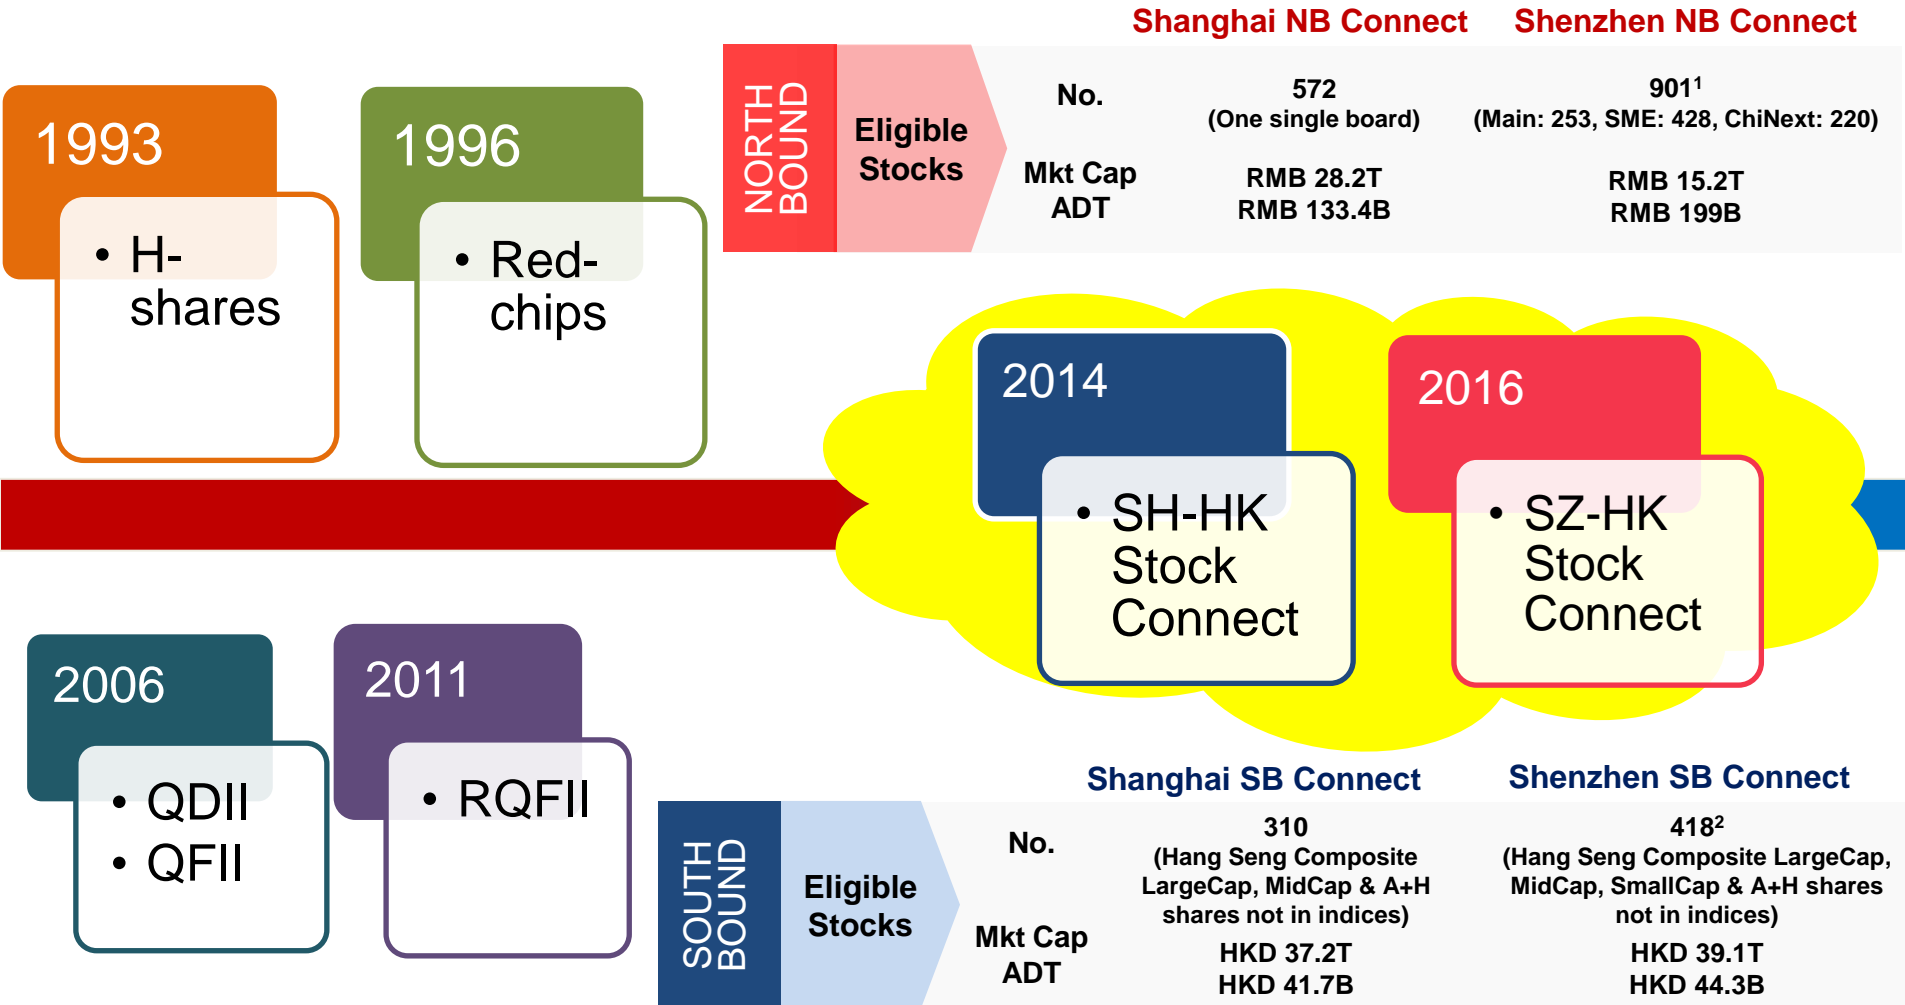 Shanghai NB Connect
Shenzhen NB Connect
NORTH
BOUND
Eligible
Stocks
No.
572
(One single board)
901¹
(Main: 253, SME: 428, ChiNext: 220)
Mkt Cap
ADT
RMB 28.2T
RMB 133.4B
RMB 15.2T
RMB 199B
1993
• H-
shares
1996
• Red-
chips
2014
• SH-HK
Stock
Connect
2016
• SZ-HK
Stock
Connect
2006
• QDII
• QFII
2011
• RQFII
Shanghai SB Connect
Shenzhen SB Connect
SOUTH
BOUND
Eligible
Stocks
No.
310
(Hang Seng Composite
LargeCap, MidCap & A+H
shares not in indices)
418²
(Hang Seng Composite LargeCap,
MidCap, SmallCap & A+H shares
not in indices)
Mkt Cap
ADT
HKD 37.2T
HKD 41.7B
HKD 39.1T
HKD 44.3B